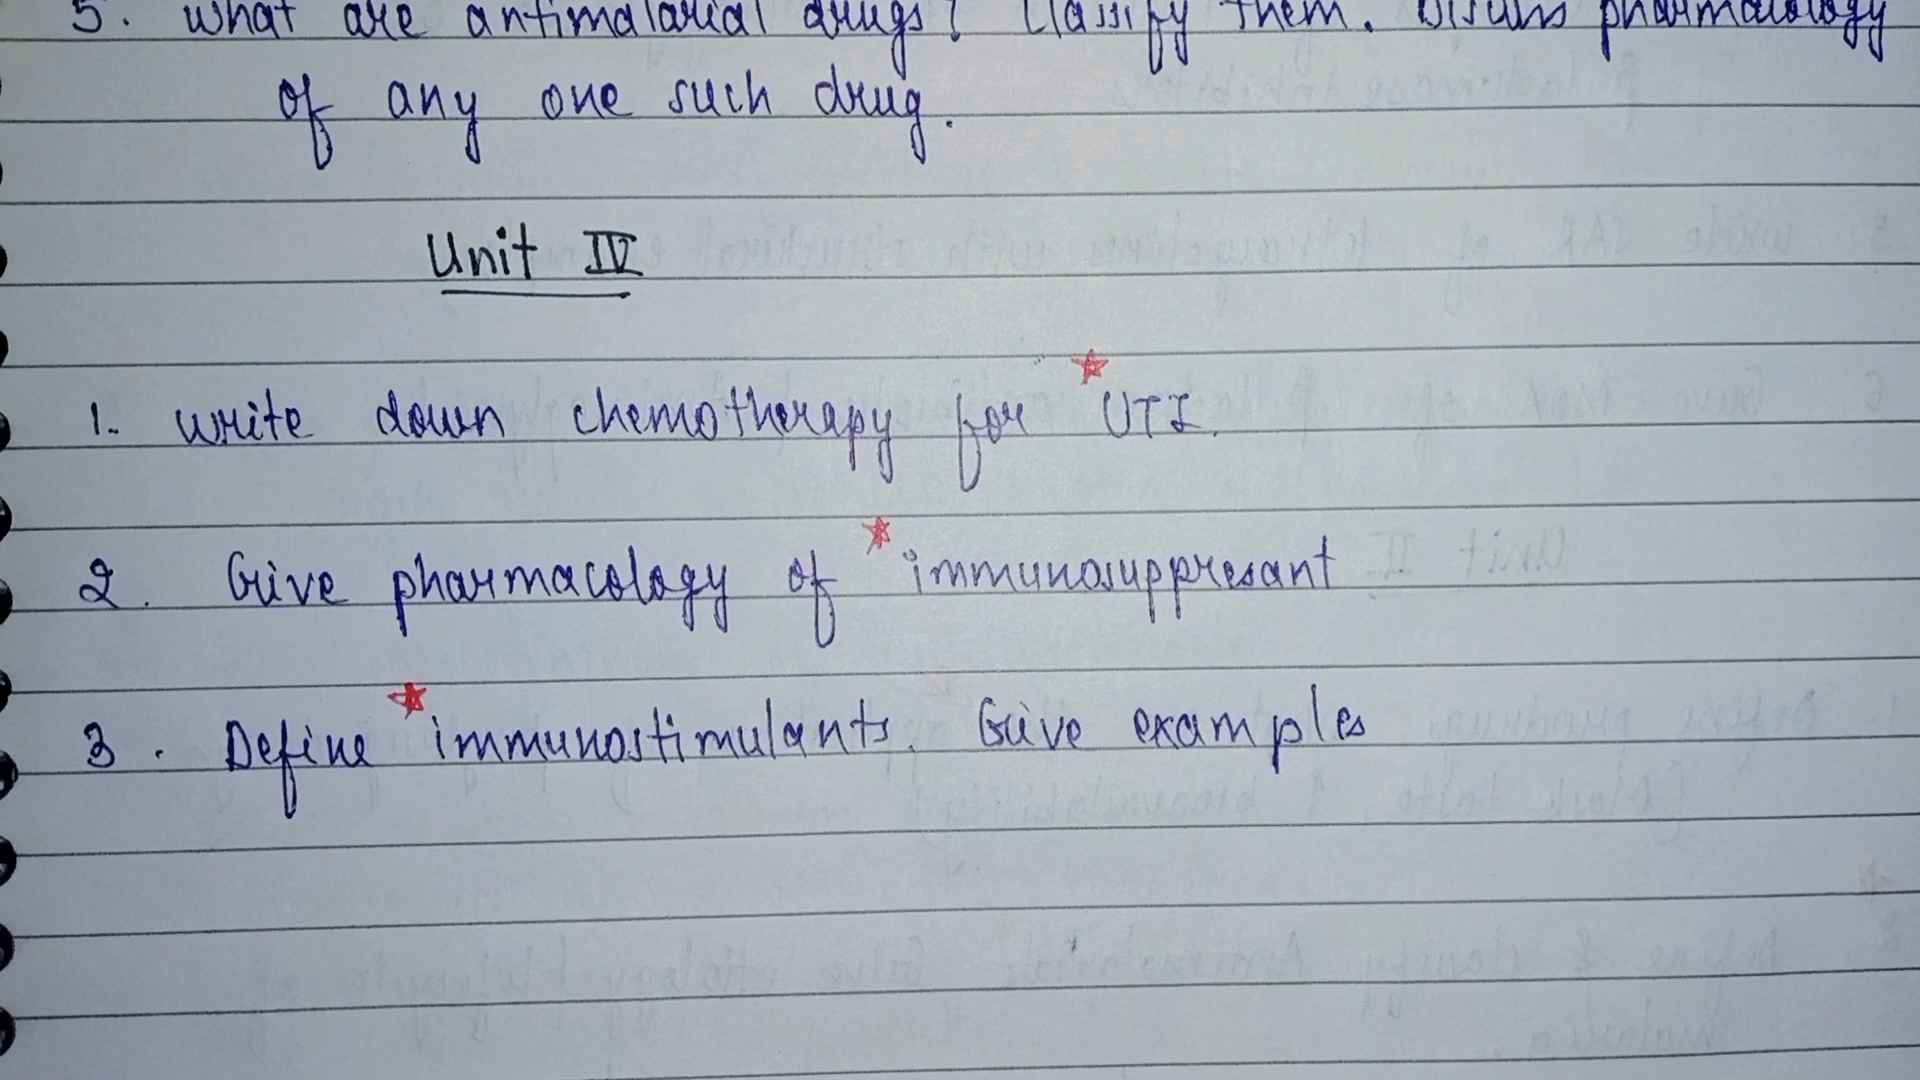 5. What are antimalarial drugs? Classify them. Discuss pharmacology
of any one such drug.
Unit IV
1. Write down chemotherapy for UTI.
2. Give pharmacology of immunosuppresant
3. Define immunostimulants. Give examples